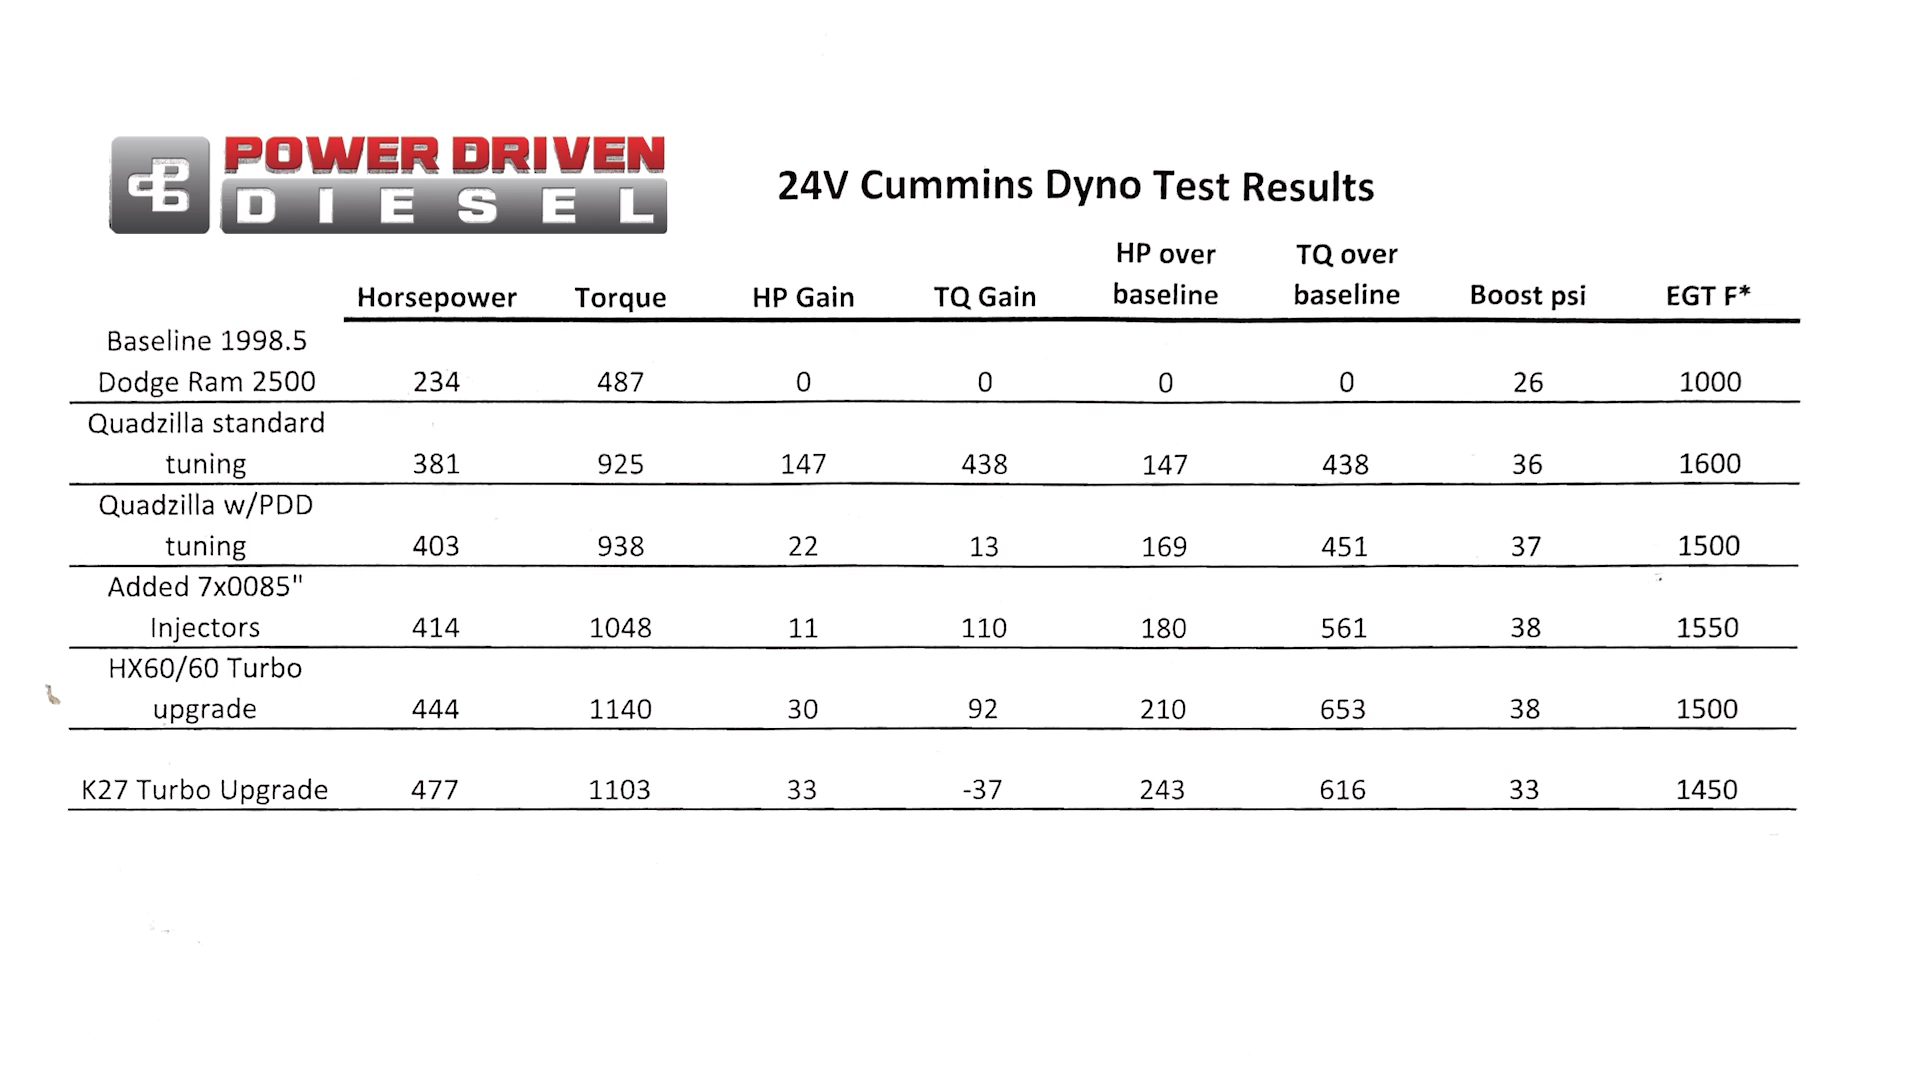 POWER DRIVEN
DIESEL
24V Cummins Dyno Test Results
Horsepower Torque HP Gain TQ Gain HP over baseline TQ over baseline Boost psi EGT F*
Baseline 1998.5
Dodge Ram 2500 234 487 0 0 0 0 26 1000
Quadzilla standard
tuning 381 925 147 438 147 438 36 1600
Quadzilla w/PDD
tuning 403 938 22 13 169 451 37 1500
Added 7x0085"
Injectors 414 1048 11 110 180 561 38 1550
HX60/60 Turbo
upgrade 444 1140 30 92 210 653 38 1500
K27 Turbo Upgrade 477 1103 33 -37 243 616 33 1450